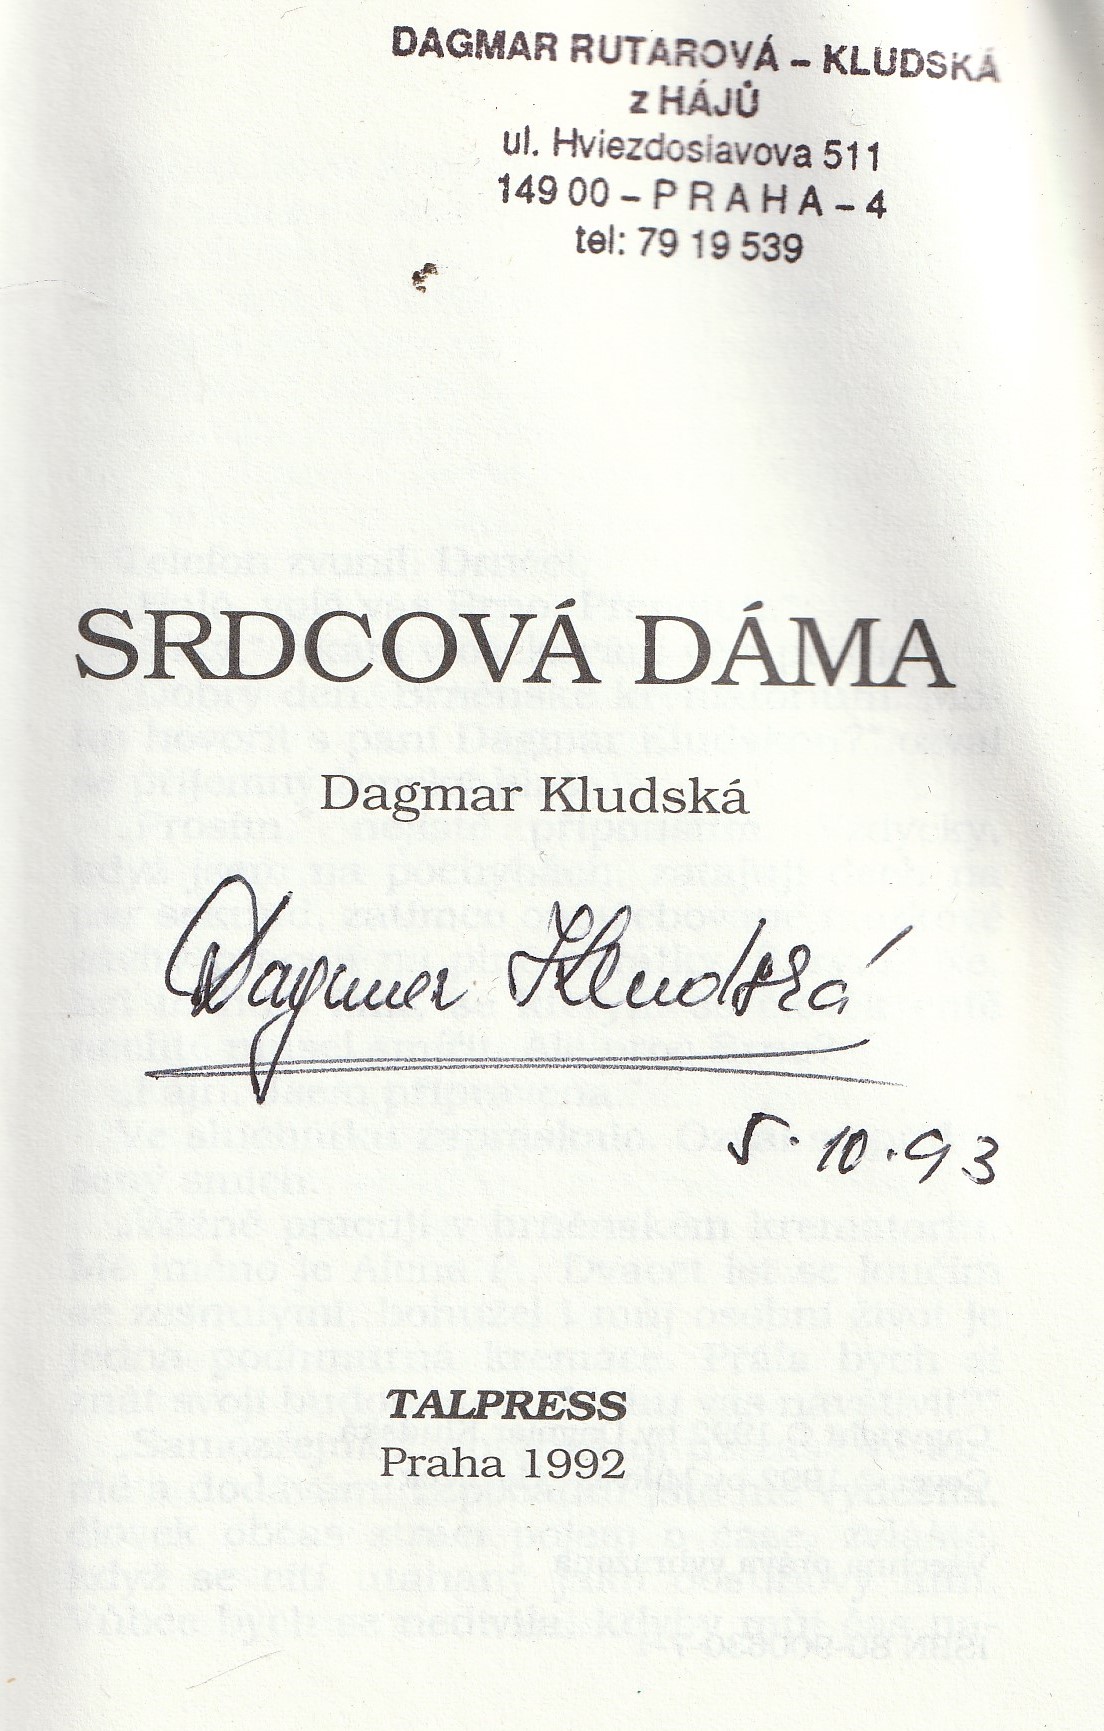 DAGMAR RUTAROVÁ – KLUDSKÁ
z HÁJŮ
ul. Hviezdoslavova 511
149 00 – P R A H A – 4
tel: 79 19 539
SRDCOVÁ DÁMA
Dagmar Kludská
Dagmar Kludská
5. 10. 93
TALPRESS
Praha 1992